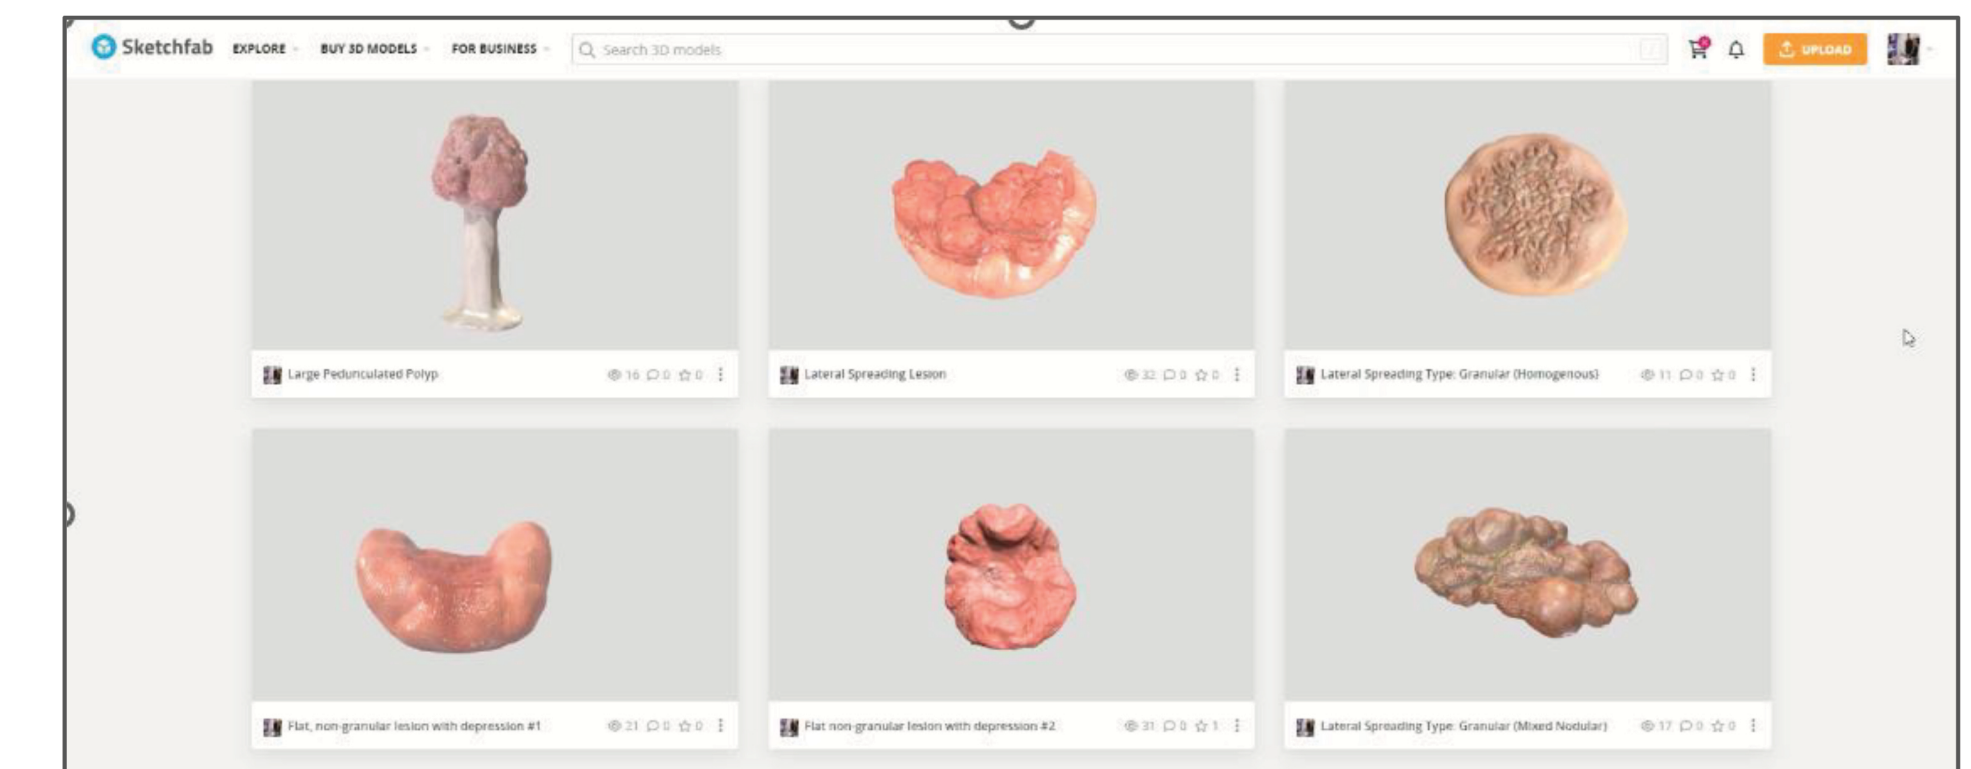 Sketchfab EXPLORE BUY 3D MODELS FOR BUSINESS Search 3D models UPLOAD
Large Pedunculated Polyp 16 0 0
Lateral Spreading Lesion 32 0 0
Lateral Spreading Type: Granular (Homogenous) 11 0 0
Flat, non-granular lesion with depression #1 21 0 0
Flat non-granular lesion with depression #2 31 0 1
Lateral Spreading Type: Granular (Mixed Nodular) 17 0 0